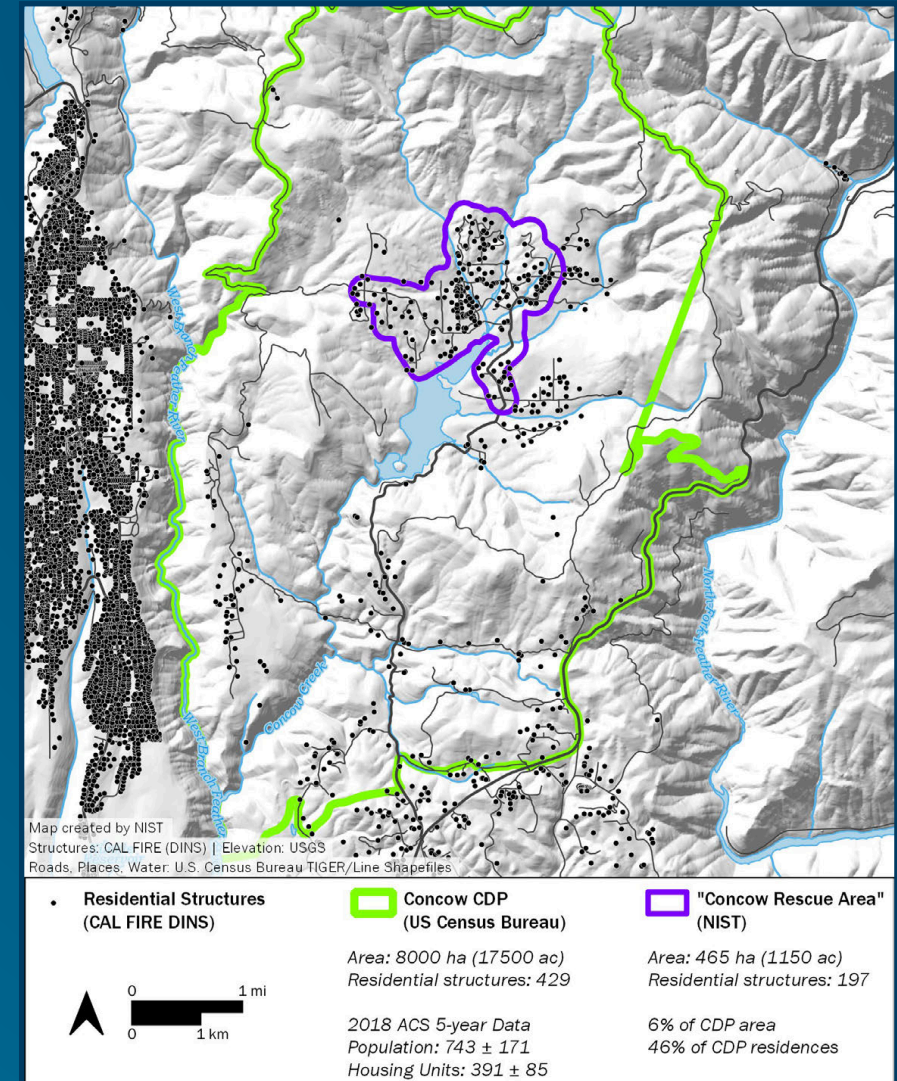 West Branch Feather River
North Fork Feather River
Concow Creek
West Branch Feathe
Map created by NIST
Structures: CAL FIRE (DINS) | Elevation: USGS
Roads, Places, Water: U.S. Census Bureau TIGER/Line Shapefiles
Residential Structures
(CAL FIRE DINS)
0 1 mi
0 1 km
Concow CDP
(US Census Bureau)
Area: 8000 ha (17500 ac)
Residential structures: 429
2018 ACS 5-year Data
Population: 743 ± 171
Housing Units: 391 ± 85
"Concow Rescue Area"
(NIST)
Area: 465 ha (1150 ac)
Residential structures: 197
6% of CDP area
46% of CDP residences